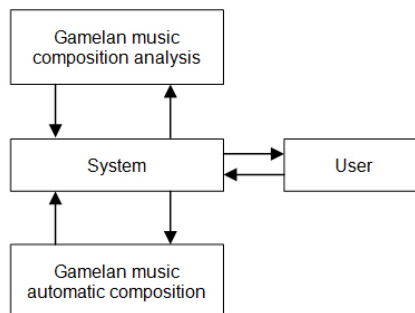 Gamelan music
composition analysis
System
User
Gamelan music
automatic composition